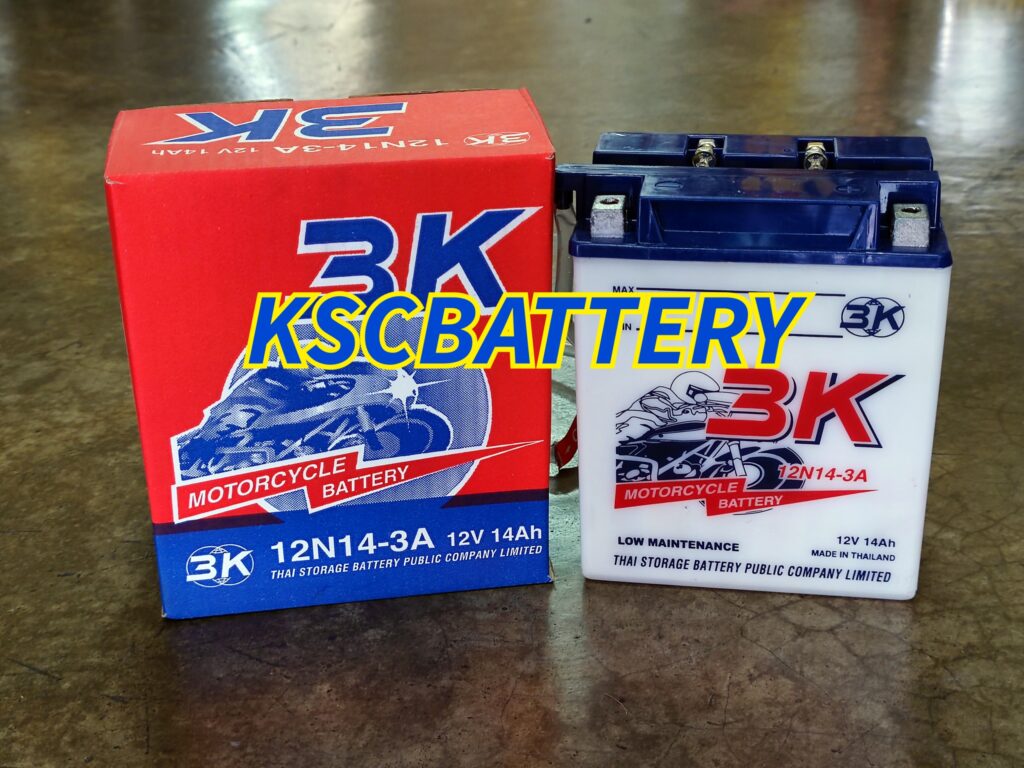 3K
12N14-3A 12V 14Ah
3K
3K
MOTORCYCLE
BATTERY
3K
12N14-3A 12V 14Ah
THAI STORAGE BATTERY PUBLIC COMPANY LIMITED
KSCBATTERY
MAX
3K
3K
12N14-3A
MOTORCYCLE
BATTERY
LOW MAINTENANCE
12V 14Ah
MADE IN THAILAND
THAI STORAGE BATTERY PUBLIC COMPANY LIMITED